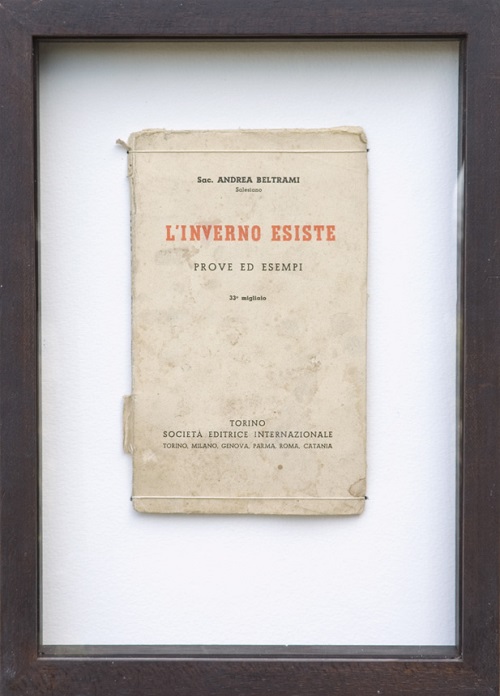 Sac. ANDREA BELTRAMI
Salesiano
L'INVERNO ESISTE
PROVE ED ESEMPI
33º migliaio
TORINO
SOCIETÀ EDITRICE INTERNAZIONALE
TORINO, MILANO, GENOVA, PARMA, ROMA, CATANIA